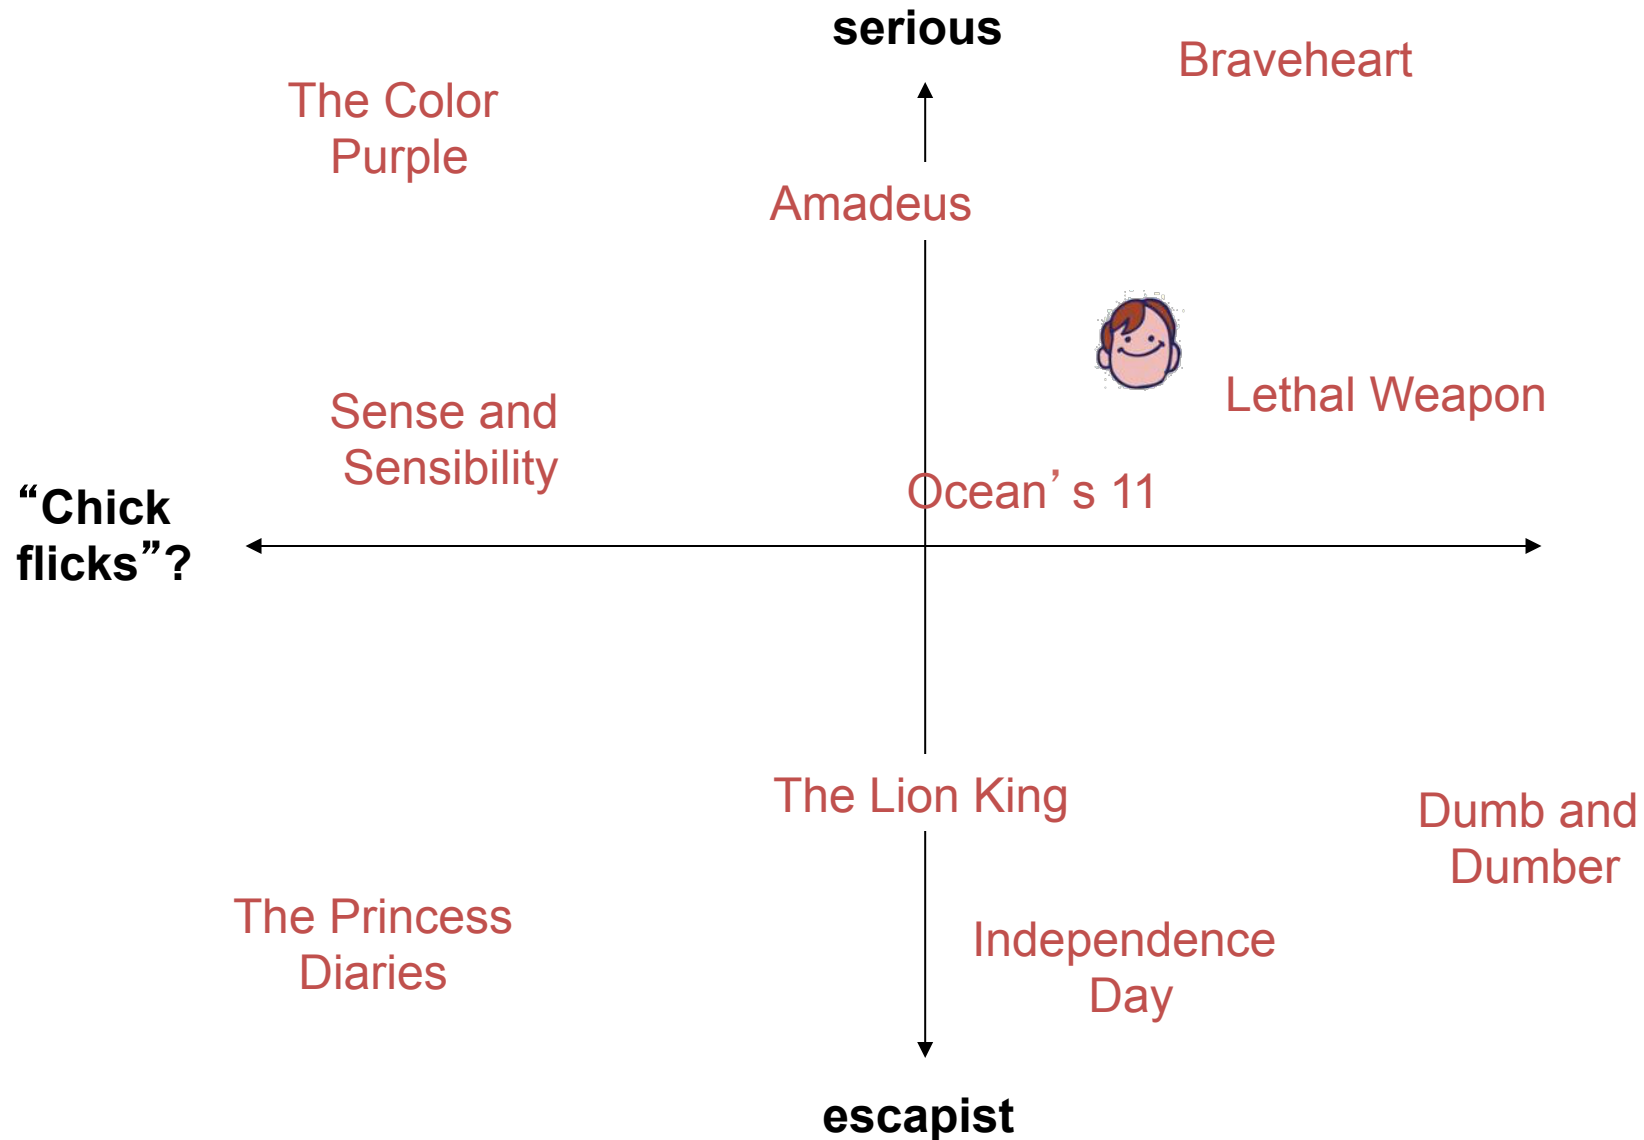 serious
Braveheart
The Color
Purple
Amadeus
Lethal Weapon
Sense and
Sensibility
Ocean’s 11
“Chick
flicks”?
The Lion King
Dumb and
Dumber
The Princess
Diaries
Independence
Day
escapist